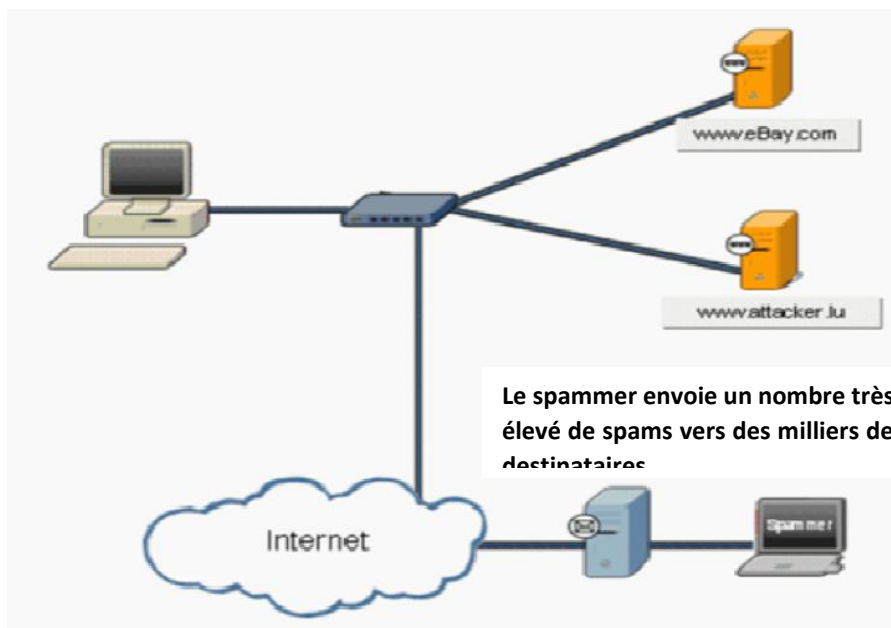 www.eBay.com
www.attacker.lu
Le spammer envoie un nombre très
élevé de spams vers des milliers de
destinataires
Internet
Spammer